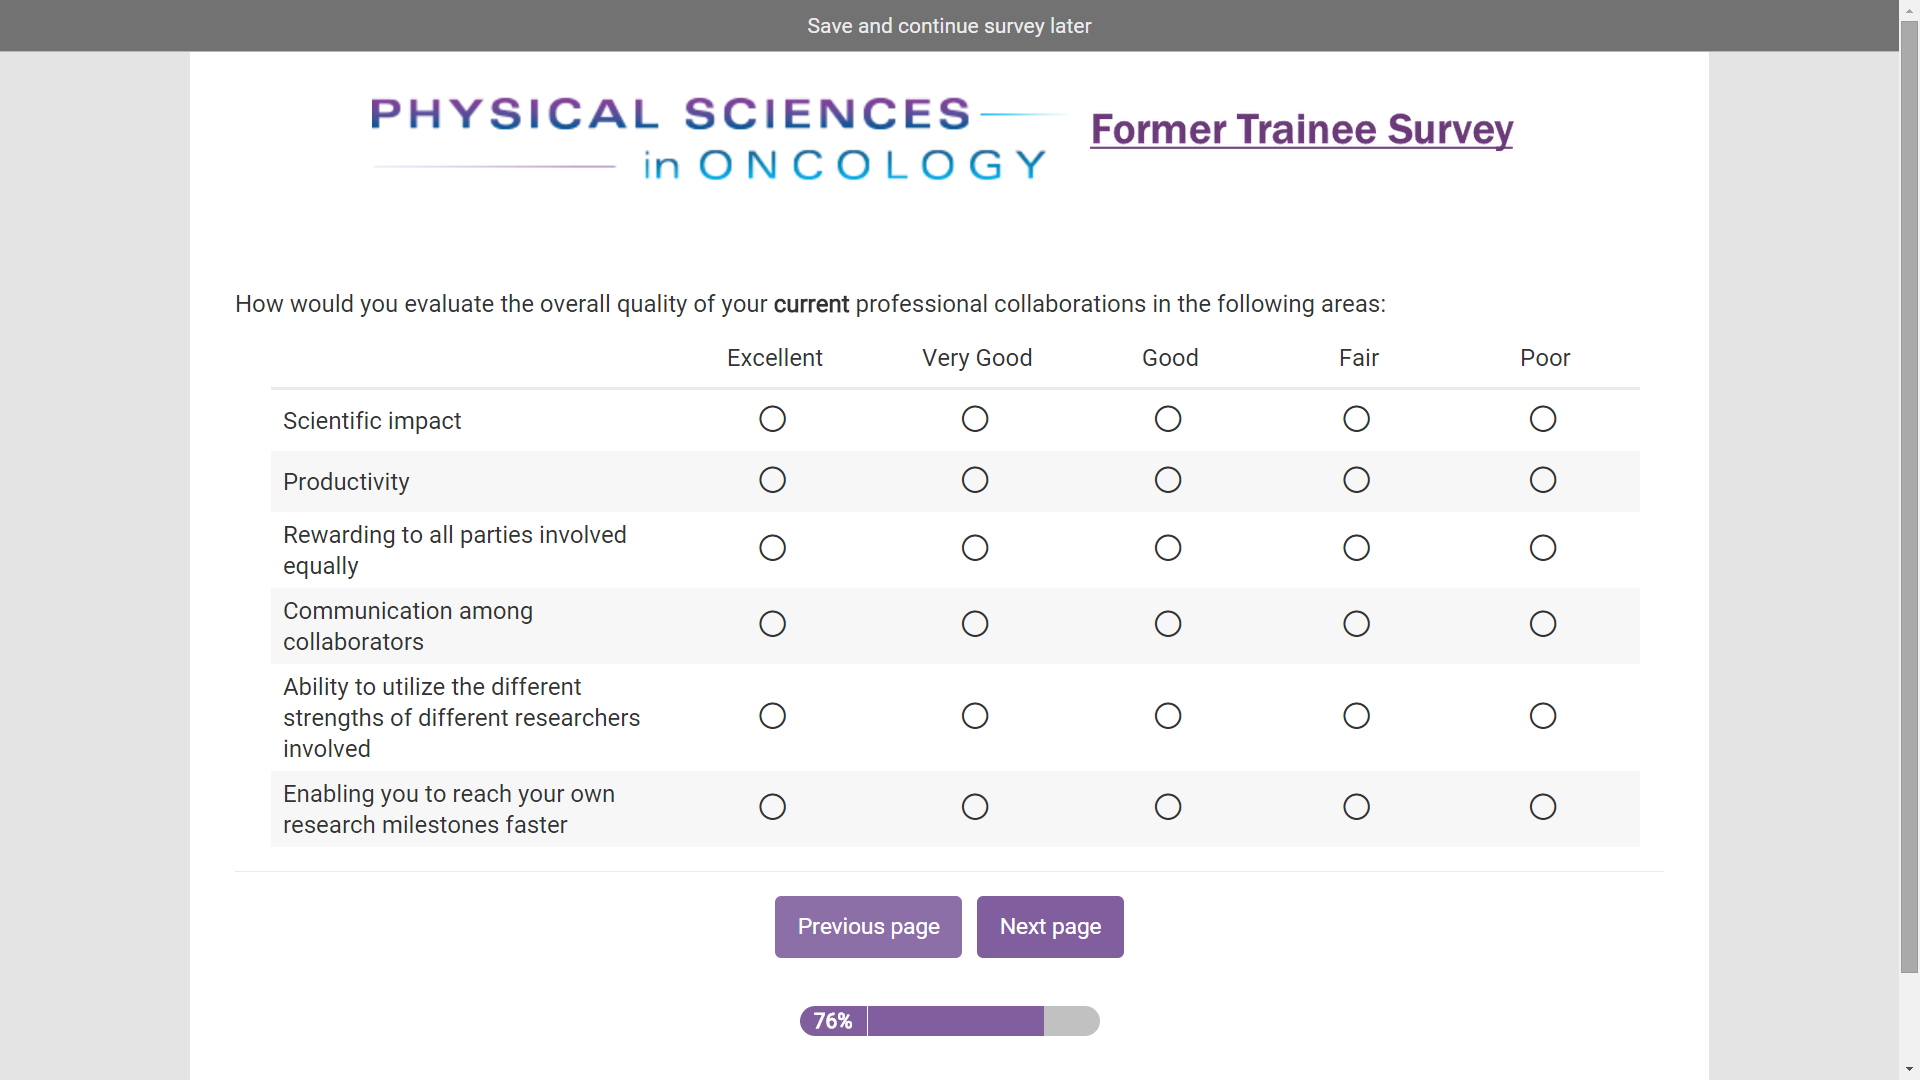 Save and continue survey later
PHYSICAL SCIENCES
in ONCOLOGY
Former Trainee Survey
How would you evaluate the overall quality of your current professional collaborations in the following areas:
Excellent Very Good Good Fair Poor
Scientific impact
Productivity
Rewarding to all parties involved
equally
Communication among
collaborators
Ability to utilize the different
strengths of different researchers
involved
Enabling you to reach your own
research milestones faster
Previous page Next page
76%